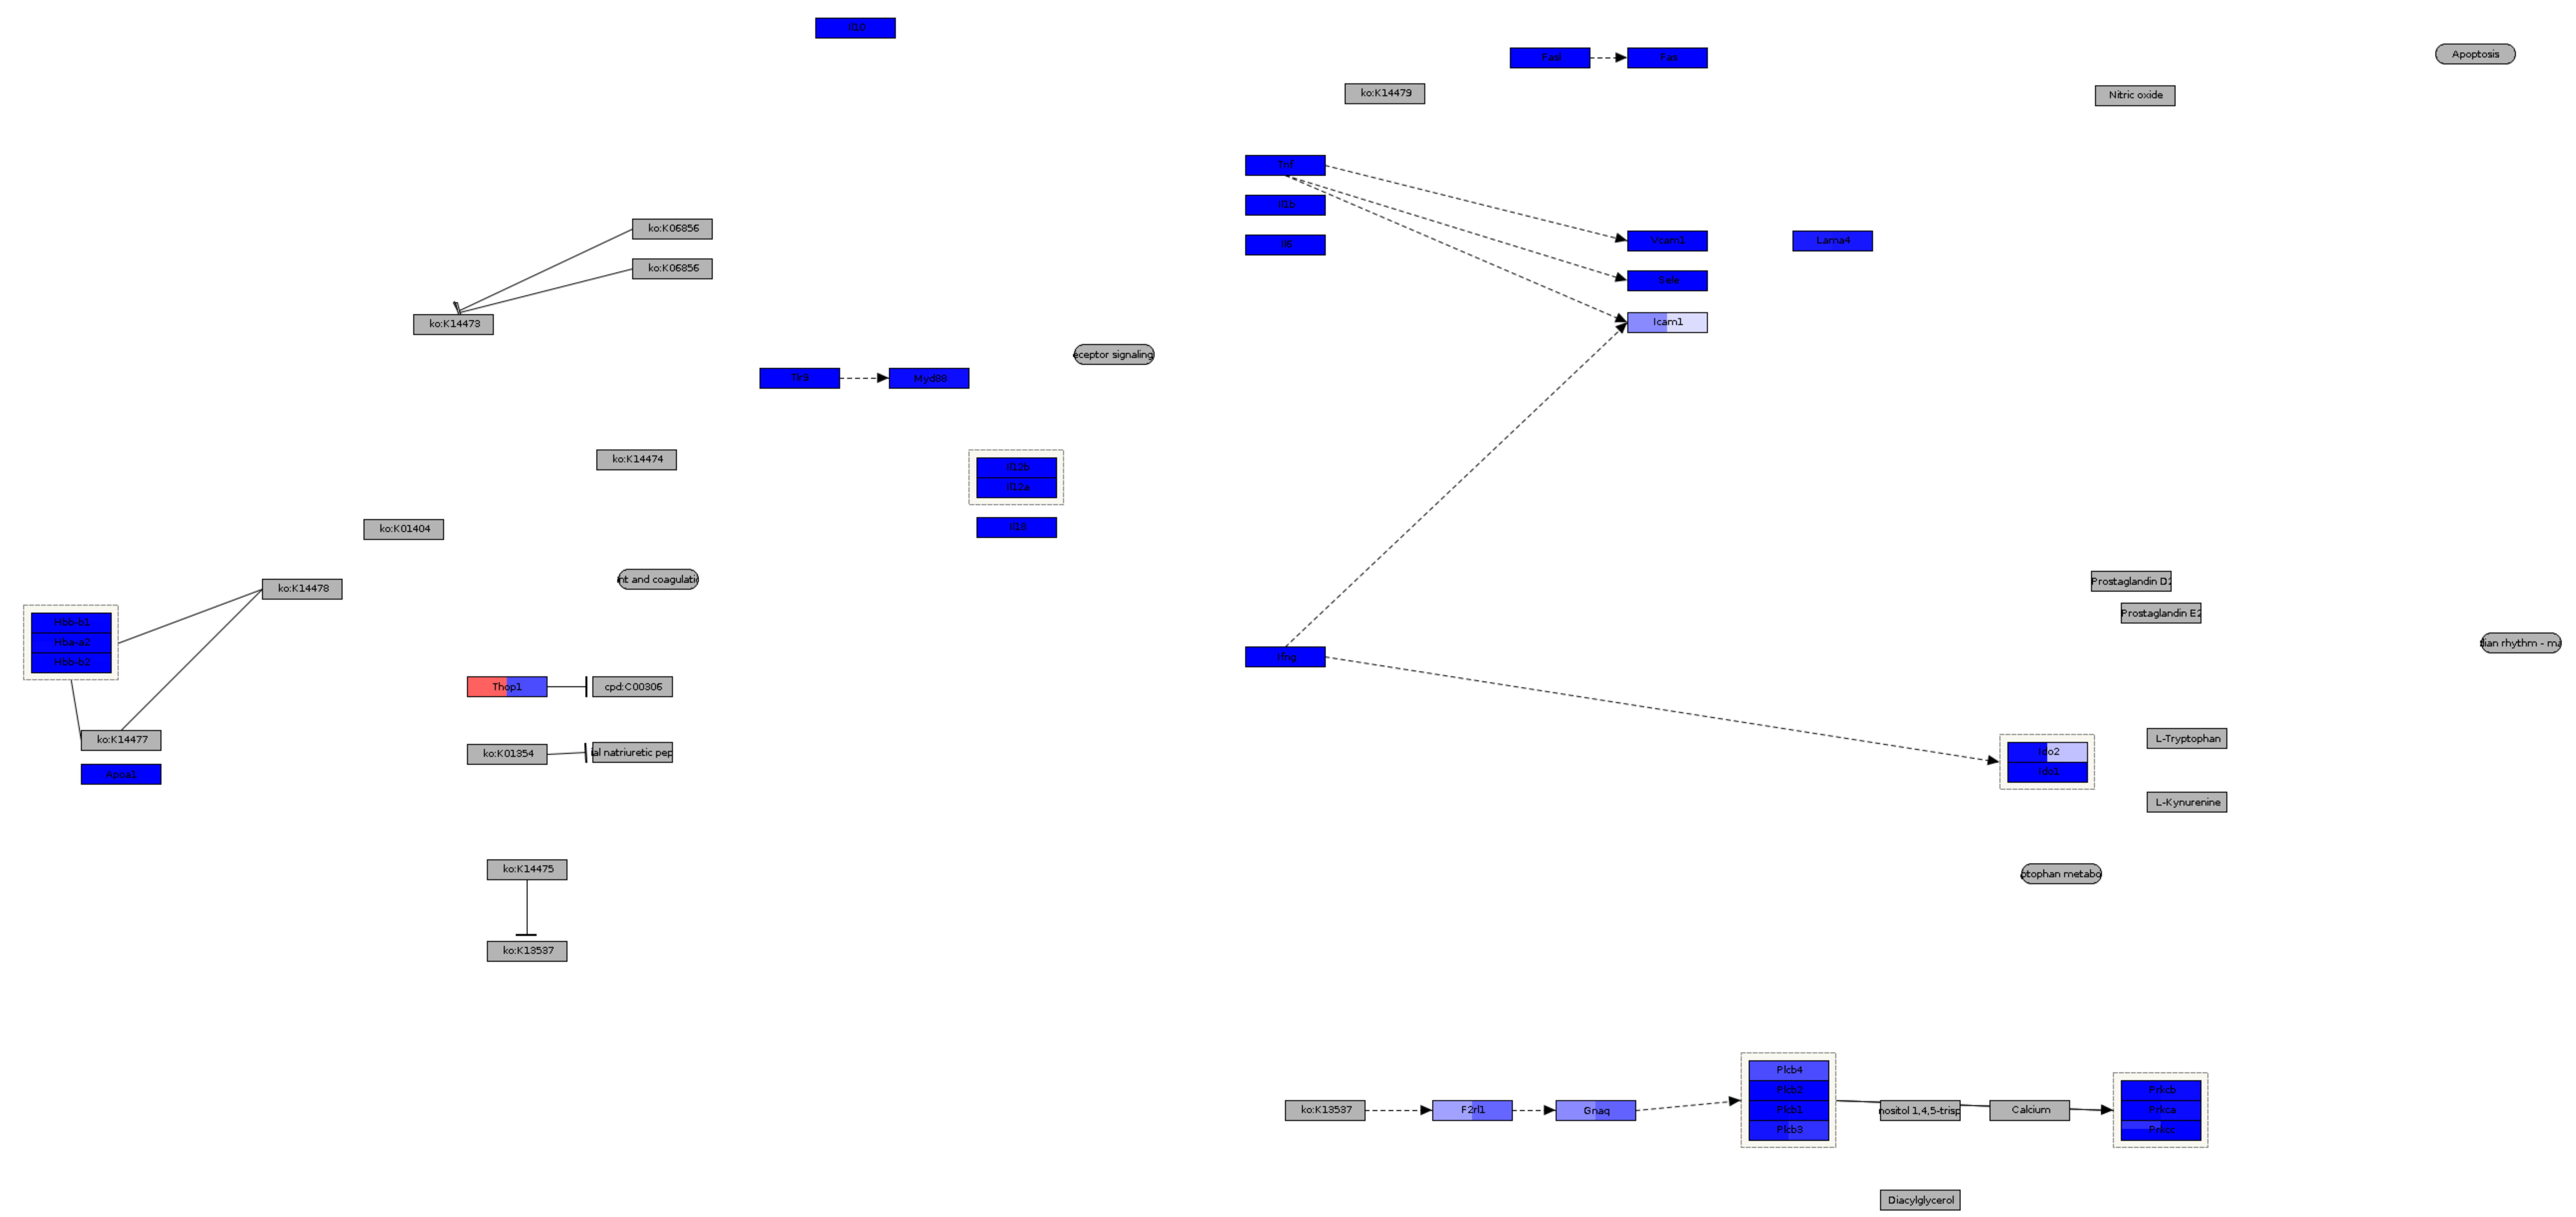 Il10
Fasl
Fas
Apoptosis
ko:K14479
Nitric oxide
Tnf
Il1b
Il6
ko:K06856
ko:K06856
Vcam1
Lama4
Sele
Icam1
ko:K14473
eceptor signaling
Tlr9
Myd88
ko:K14474
Il12b
Il12a
Il18
ko:K01404
ko:K14478
nt and coagulatio
Prostaglandin D2
Prostaglandin E2
Hbb-b1
Hba-a2
Hbb-b2
dian rhythm - ma
Ifng
Thop1
cpd:C00306
ko:K14477
ko:K01354
ial natriuretic pep
Apoa1
L-Tryptophan
Ido2
Ido1
L-Kynurenine
ko:K14475
ptophan metabo
ko:K13537
Plcb4
Plcb2
Plcb1
Plcb3
ko:K13537
F2rl1
Gnaq
nositol 1,4,5-trisp
Calcium
Prkcb
Prkca
Prkcc
Diacylglycerol